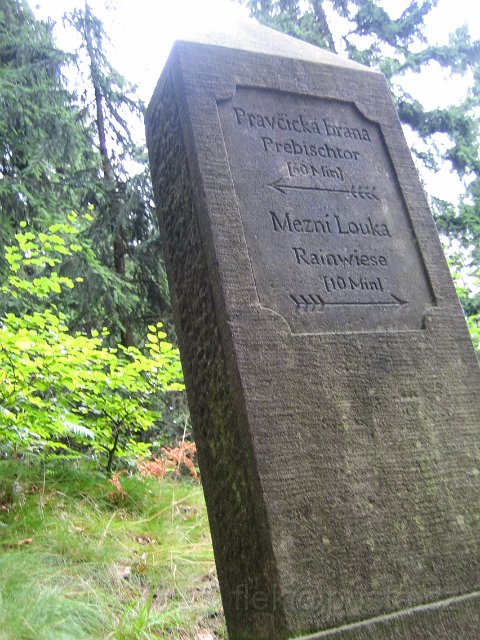 Pravčická brána
Prebischtor
[60 Min]
Mezní Louka
Rainwiese
[10 Min]